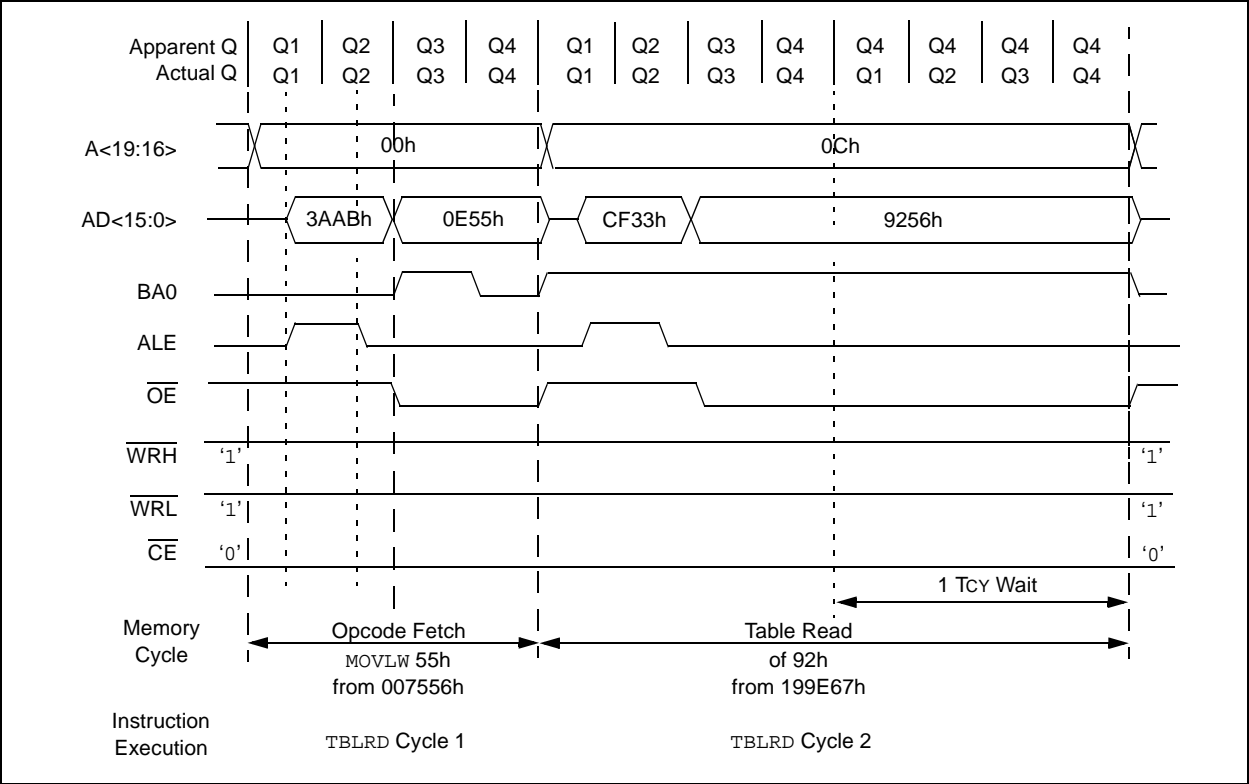 Apparent Q Q1 Q2 Q3 Q4 Q1 Q2 Q3 Q4 Q4 Q4 Q4 Q4
Actual Q Q1 Q2 Q3 Q4 Q1 Q2 Q3 Q4 Q1 Q2 Q3 Q4
A<19:16> 00h 0Ch
AD<15:0> 3AABh 0E55h CF33h 9256h
BA0
ALE
OE
WRH ‘1’ ‘1’
WRL ‘1’ ‘1’
CE ‘0’ ‘0’
1 TCY Wait
Memory Cycle
Opcode Fetch
MOVLW 55h
from 007556h
Table Read
of 92h
from 199E67h
Instruction Execution
TBLRD Cycle 1
TBLRD Cycle 2